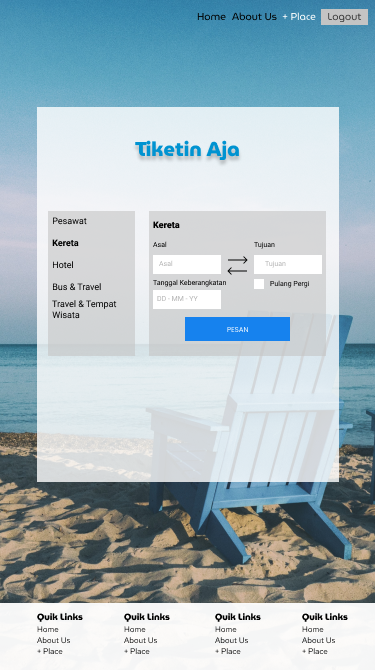 Home About Us + Place Logout
Tiketin Aja
Pesawat
Kereta
Hotel
Bus & Travel
Travel & Tempat
Wisata
Kereta
Asal Tujuan
Asal Tujuan
Tanggal Keberangkatan Pulang Pergi
DD - MM - YY
PESAN
Quik Links Quik Links Quik Links Quik Links
Home Home Home Home
About Us About Us About Us About Us
+ Place + Place + Place + Place